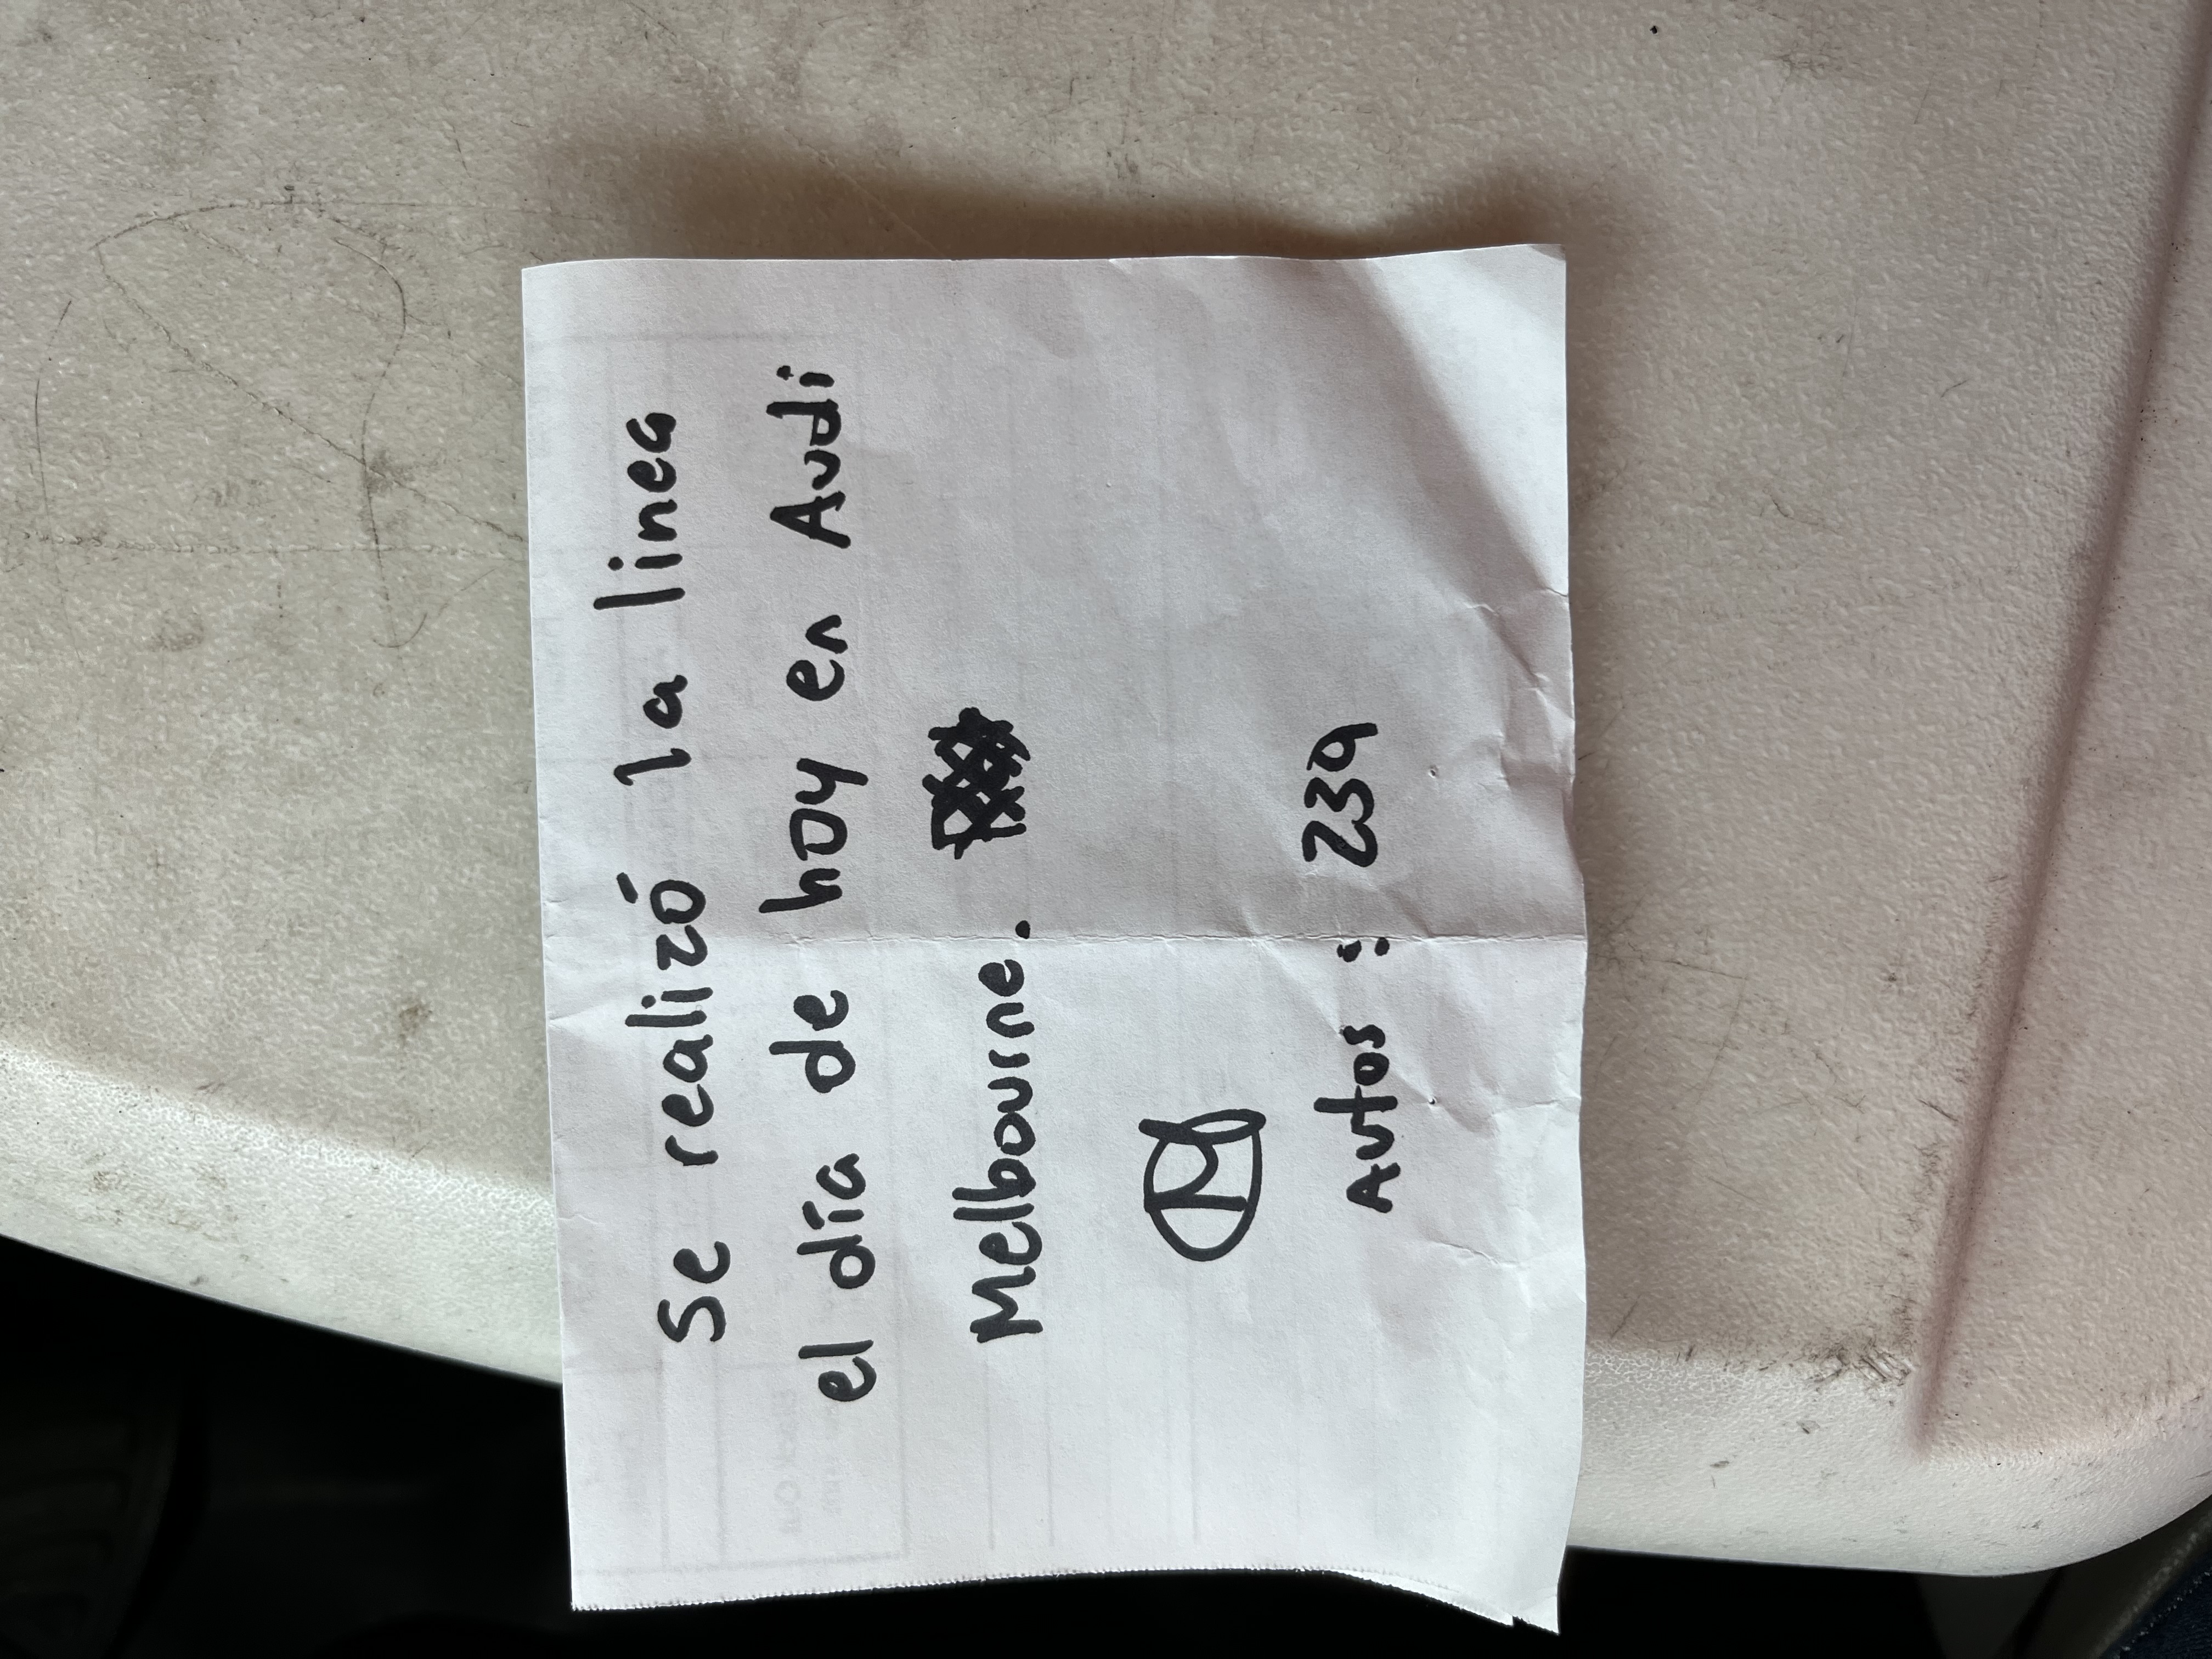 Se realizó la linea
el día de hoy en Audi
Melbourne.
Autos : 239